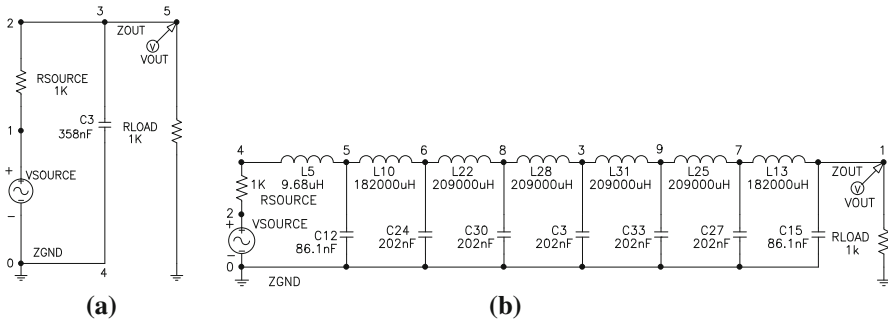 2
3
5
ZOUT
V
VOUT
RSOURCE
1K
C3
358nF
RLOAD
1K
1
+
VSOURCE
−
0
ZGND
4
(a)
4
5
6
8
3
9
7
1
L5
9.68uH
L10
182000uH
L22
209000uH
L28
209000uH
L31
209000uH
L25
209000uH
L13
182000uH
ZOUT
V
VOUT
1K
RSOURCE
2
+
VSOURCE
−
0
C12
86.1nF
C24
202nF
C30
202nF
C3
202nF
C33
202nF
C27
202nF
C15
86.1nF
RLOAD
1k
ZGND
(b)